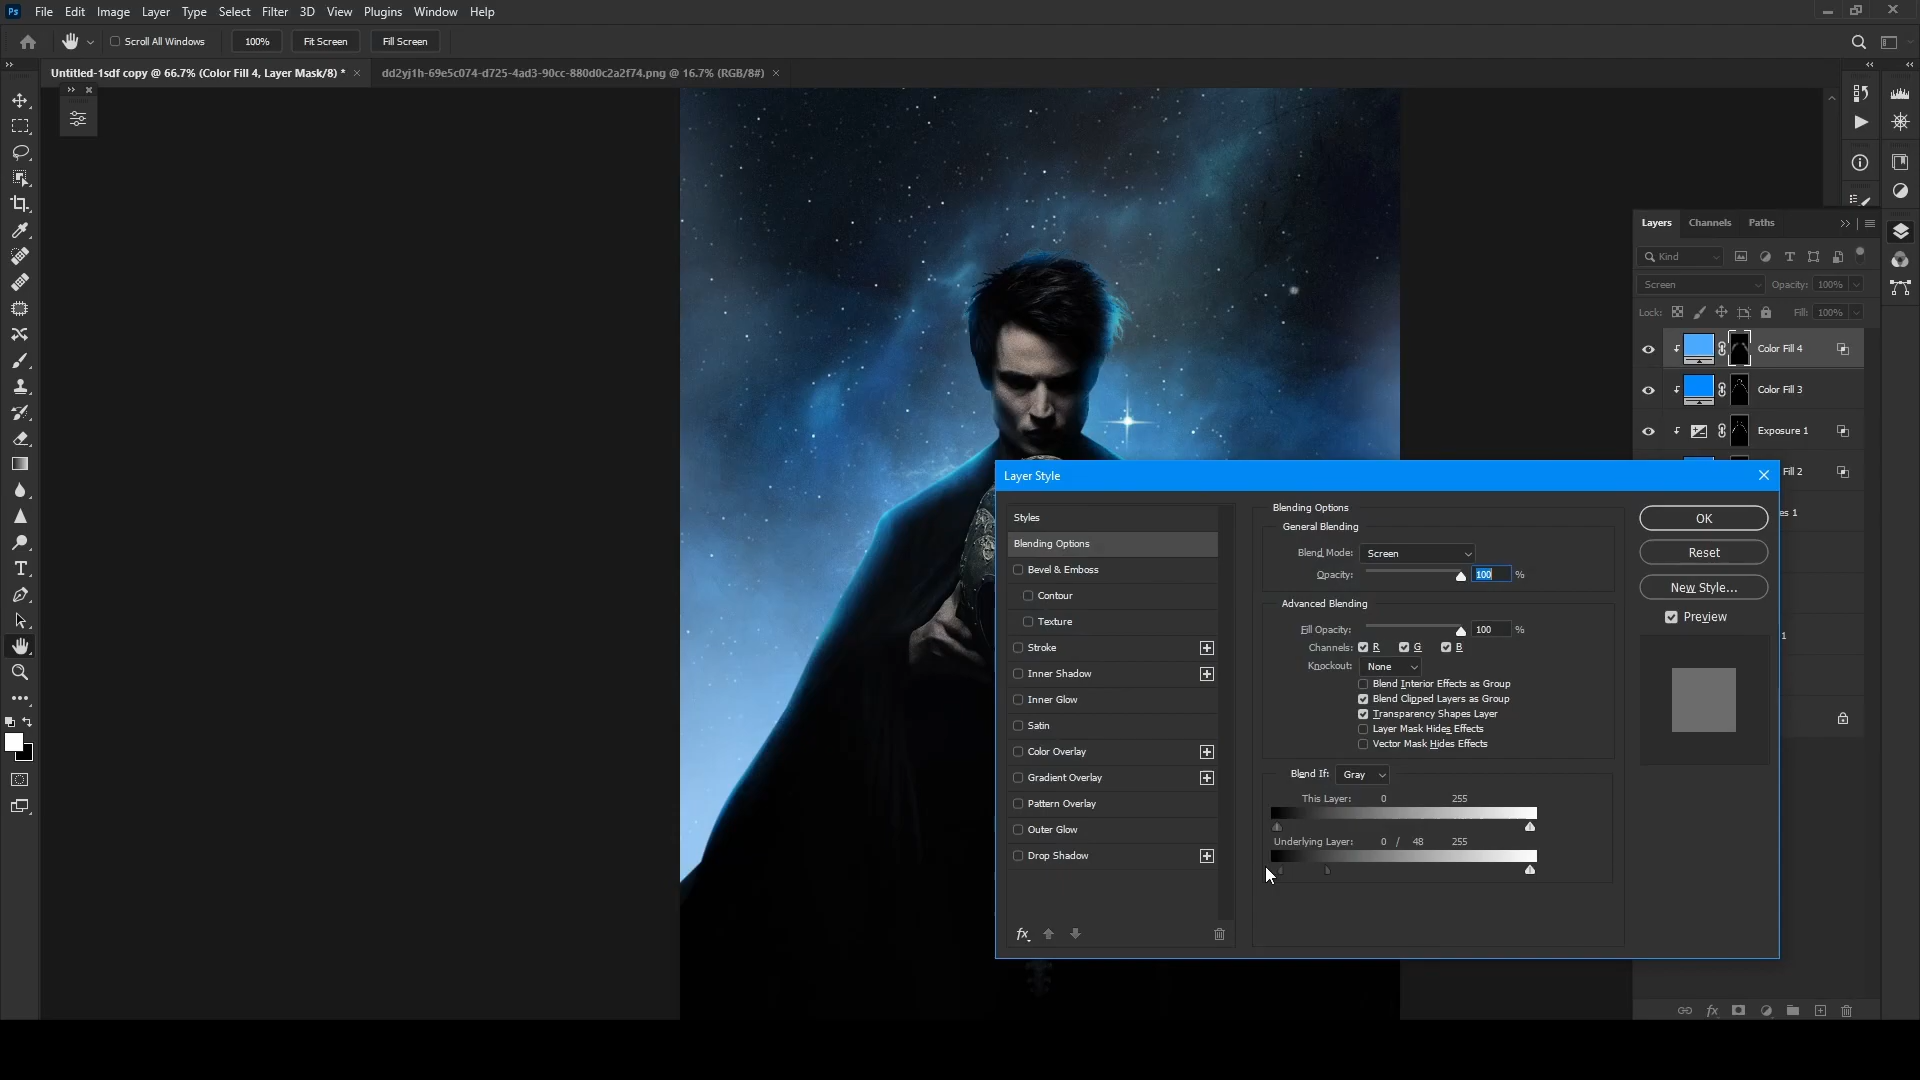 Ps File Edit Image Layer Type Select Filter 3D View Plugins Window Help
Scroll All Windows 100% Fit Screen Fill Screen
Untitled-1sdf copy @ 66.7% (Color Fill 4, Layer Mask/8) * × dd2yj1h-69e5c074-d725-4ad3-90cc-880d0c2a2f74.png @ 16.7% (RGB/8#) ×
Layers Channels Paths
Kind
Screen Opacity: 100%
Lock: Fill: 100%
Color Fill 4
Color Fill 3
Exposure 1
Fill 2
es 1
1
Layer Style
Styles
Blending Options
Bevel & Emboss
Contour
Texture
Stroke
Inner Shadow
Inner Glow
Satin
Color Overlay
Gradient Overlay
Pattern Overlay
Outer Glow
Drop Shadow
fx
Blending Options
General Blending
Blend Mode: Screen
Opacity: 100 %
Advanced Blending
Fill Opacity: 100 %
Channels: R G B
Knockout: None
Blend Interior Effects as Group
Blend Clipped Layers as Group
Transparency Shapes Layer
Layer Mask Hides Effects
Vector Mask Hides Effects
Blend If: Gray
This Layer: 0 255
Underlying Layer: 0 / 48 255
OK
Reset
New Style...
Preview
fx